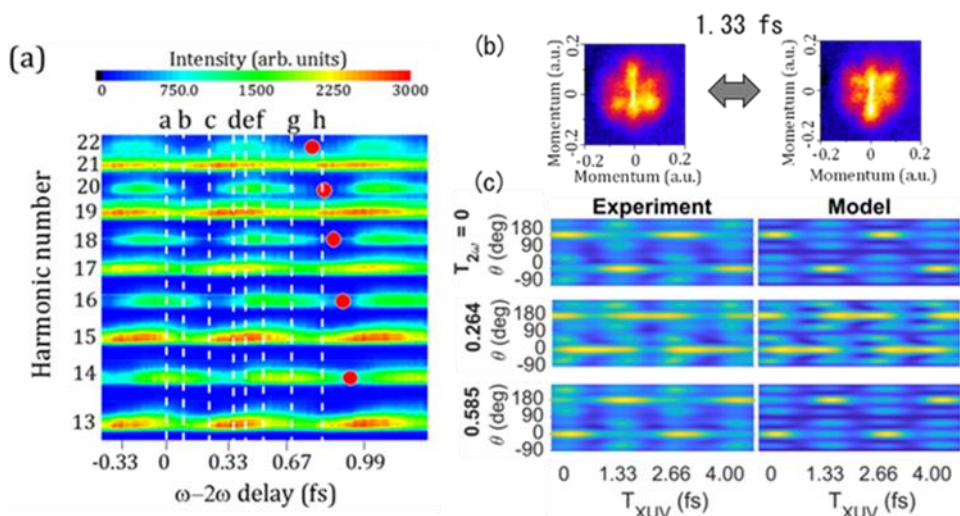 (a)
Intensity (arb. units)
0 750.0 1500 2250 3000
a b c d e f g h
22
21
20
19
18
17
16
15
14
13
Harmonic number
-0.33 0 0.33 0.67 0.99
ω−2ω delay (fs)
(b)
1.33 fs
Momentum (a.u.)
0.2
0
-0.2
-0.2 0 0.2
Momentum (a.u.)
Momentum (a.u.)
0.2
0
-0.2
-0.2 0 0.2
Momentum (a.u.)
(c)
Experiment Model
T2ω = 0
θ (deg)
180
90
0
-90
0.264
θ (deg)
180
90
0
-90
0.585
θ (deg)
180
90
0
-90
0 1.33 2.66 4.00 0 1.33 2.66 4.00
TXUV (fs) TXUV (fs)